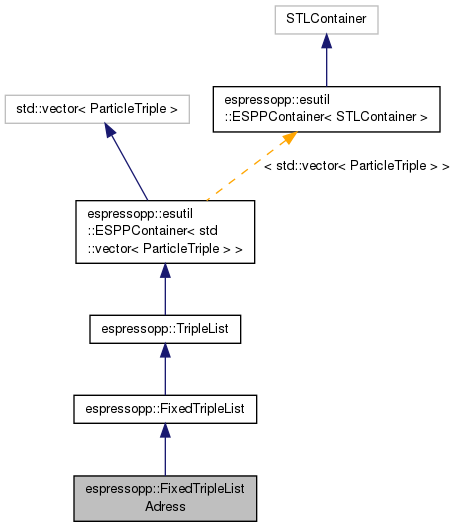 STLContainer
std::vector< ParticleTriple >
espressopp::esutil
::ESPPContainer< STLContainer >
< std::vector< ParticleTriple > >
espressopp::esutil
::ESPPContainer< std
::vector< ParticleTriple > >
espressopp::TripleList
espressopp::FixedTripleList
espressopp::FixedTripleList
Adress